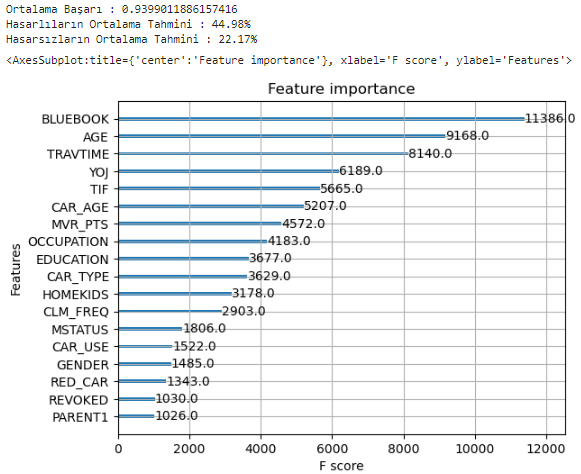 Ortalama Başarı : 0.9399011886157416
Hasarlıların Ortalama Tahmini : 44.98%
Hasarsızların Ortalama Tahmini : 22.17%
<AxesSubplot:title={'center':'Feature importance'}, xlabel='F score', ylabel='Features'>
Feature importance
BLUEBOOK 11386.0
AGE 9168.0
TRAVTIME 8140.0
YOJ 6189.0
TIF 5665.0
CAR_AGE 5207.0
MVR_PTS 4572.0
OCCUPATION 4183.0
EDUCATION 3677.0
CAR_TYPE 3629.0
HOMEKIDS 3178.0
CLM_FREQ 2903.0
MSTATUS 1806.0
CAR_USE 1522.0
GENDER 1485.0
RED_CAR 1343.0
REVOKED 1030.0
PARENT1 1026.0
Features
0 2000 4000 6000 8000 10000 12000
F score